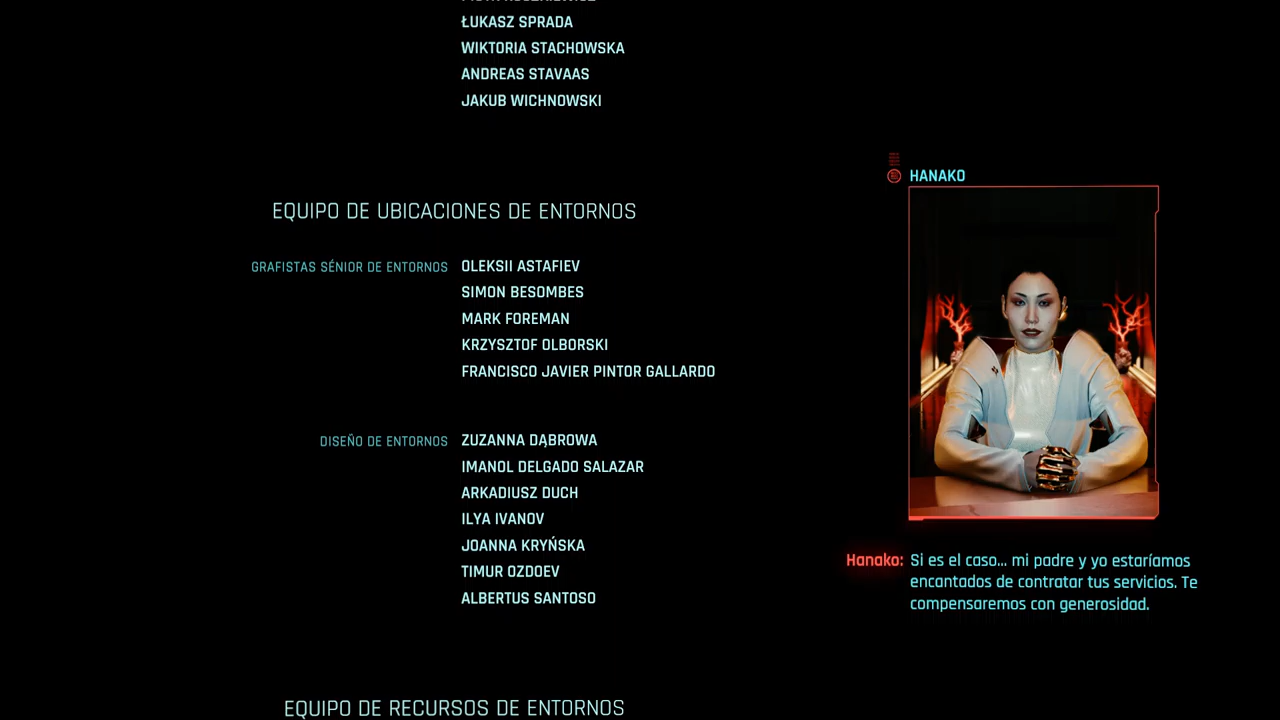 ŁUKASZ SPRADA
WIKTORIA STACHOWSKA
ANDREAS STAVAAS
JAKUB WICHNOWSKI
EQUIPO DE UBICACIONES DE ENTORNOS
GRAFISTAS SÉNIOR DE ENTORNOS OLEKSII ASTAFIEV
SIMON BESOMBES
MARK FOREMAN
KRZYSZTOF OLBORSKI
FRANCISCO JAVIER PINTOR GALLARDO
DISEÑO DE ENTORNOS ZUZANNA DĄBROWA
IMANOL DELGADO SALAZAR
ARKADIUSZ DUCH
ILYA IVANOV
JOANNA KRYŃSKA
TIMUR OZDOEV
ALBERTUS SANTOSO
EQUIPO DE RECURSOS DE ENTORNOS
HANAKO
Hanako: Si es el caso... mi padre y yo estaríamos
encantados de contratar tus servicios. Te
compensaremos con generosidad.